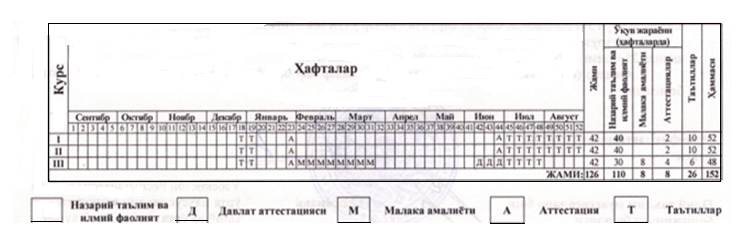 Курс
Ҳафталар
Жами
Ўқув жараёни (ҳафталарда)
Назарий таълим ва илмий фаолият
Малака амалиёти
Аттестациялар
Таътиллар
Ҳаммаси
Сентябр Октябр Ноябр Декабр Январь Февраль Март Апрел Май Июн Июл Август
1 2 3 4 5 6 7 8 9 10 11 12 13 14 15 16 17 18 19 20 21 22 23 24 25 26 27 28 29 30 31 32 33 34 35 36 37 38 39 40 41 42 43 44 45 46 47 48 49 50 51 52
I Т Т А А Т Т Т Т Т Т Т Т 42 40 2 10 52
II Т Т А Т Т Т Т Т Т Т Т 42 40 2 10 52
III Т Т А М М М М М М М М Д Д Д Т Т Т Т 42 30 8 4 6 48
ЖАМИ: 126 110 8 8 26 152
Назарий таълим ва илмий фаолият
Д Давлат аттестацияси М Малака амалиёти А Аттестация Т Таътиллар